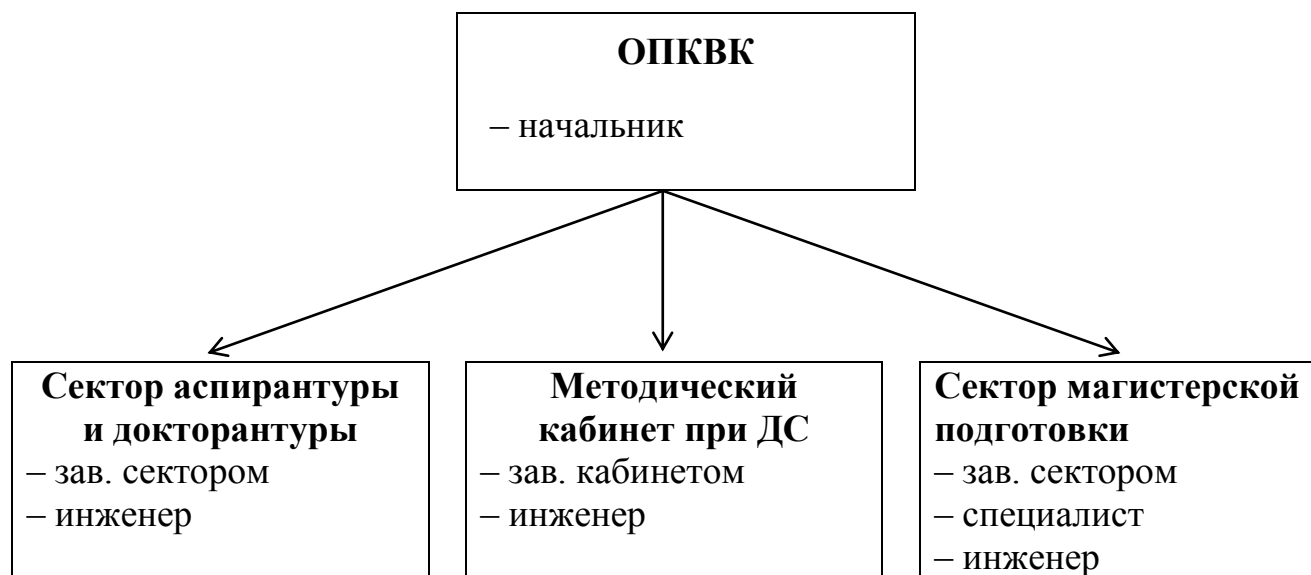 ОПКВК
– начальник
Сектор аспирантуры
и докторантуры
– зав. сектором
– инженер
Методический
кабинет при ДС
– зав. кабинетом
– инженер
Сектор магистерской
подготовки
– зав. сектором
– специалист
– инженер